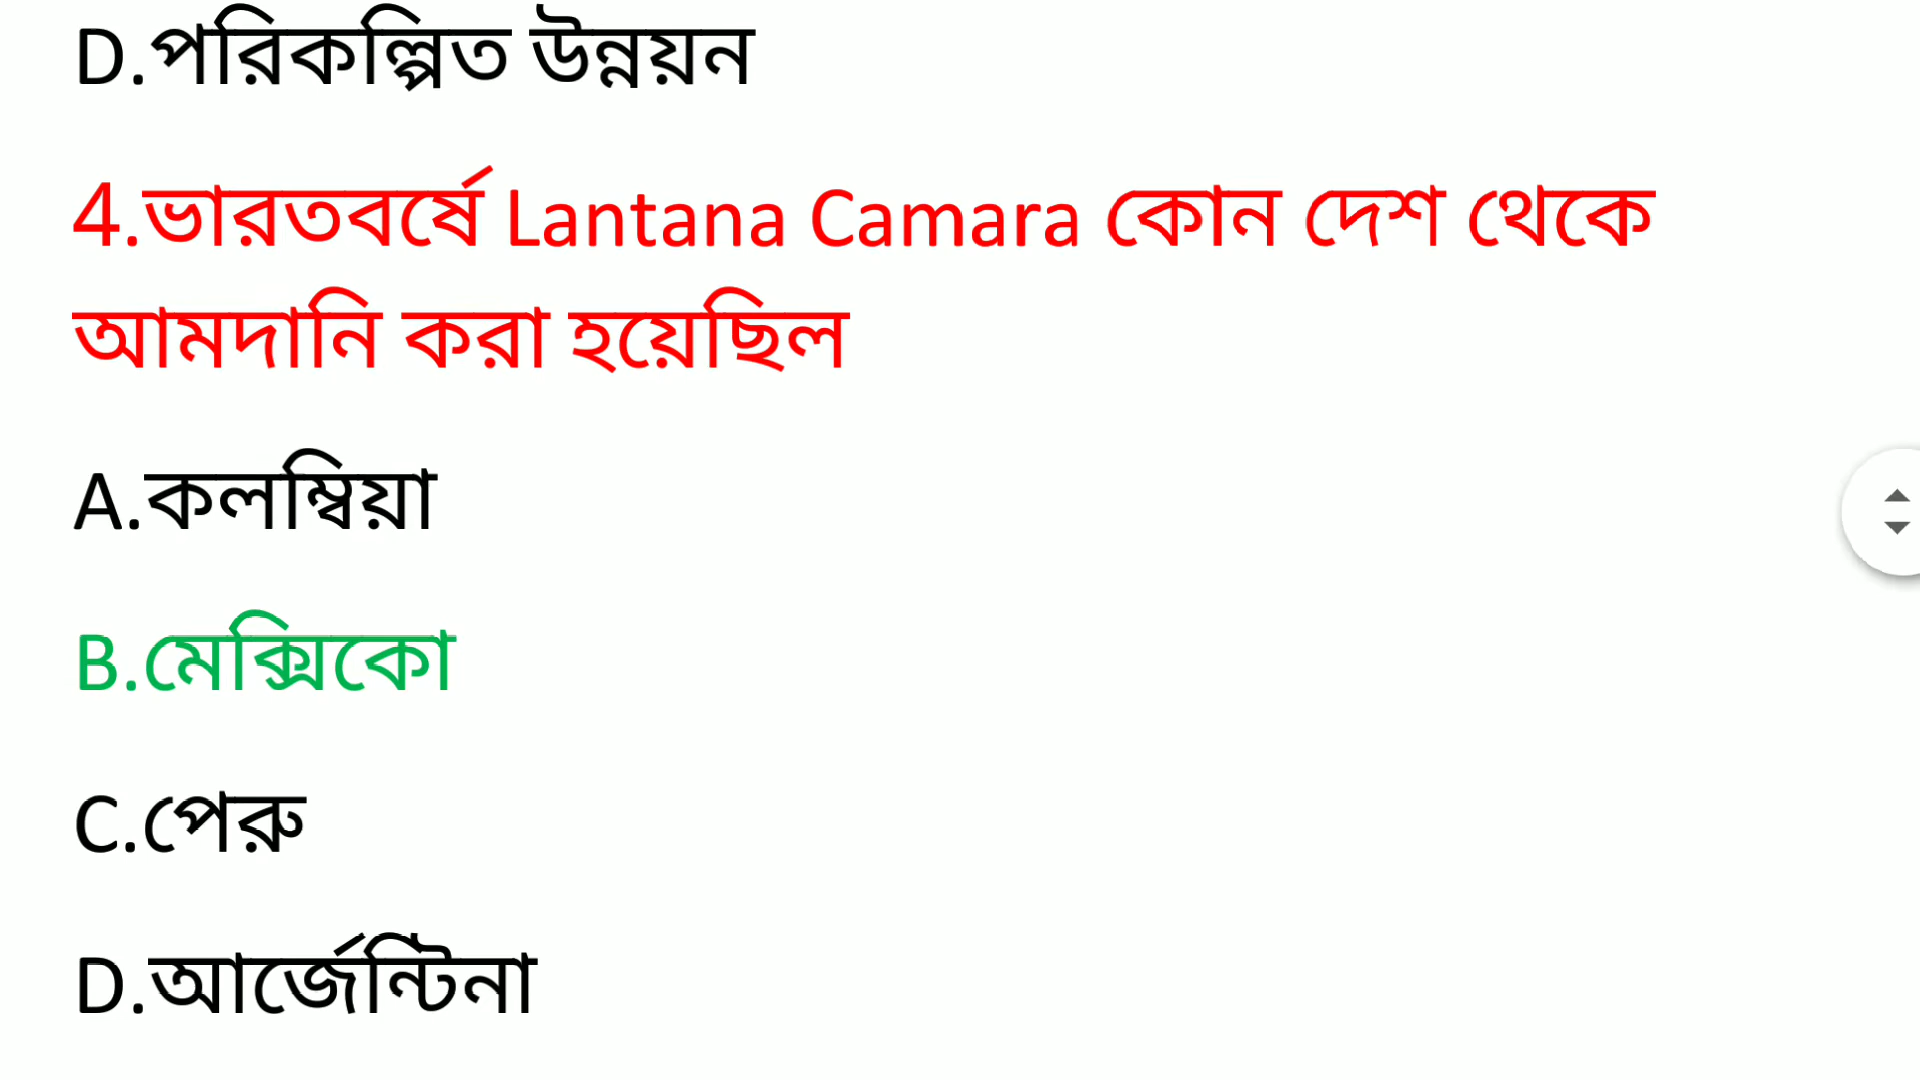 D.পরিকল্পিত উন্নয়ন
4.ভারতবর্ষে Lantana Camara কোন দেশ থেকে
আমদানি করা হয়েছিল
A.কলম্বিয়া
B.মেক্সিকো
C.পেরু
D.আর্জেন্টিনা